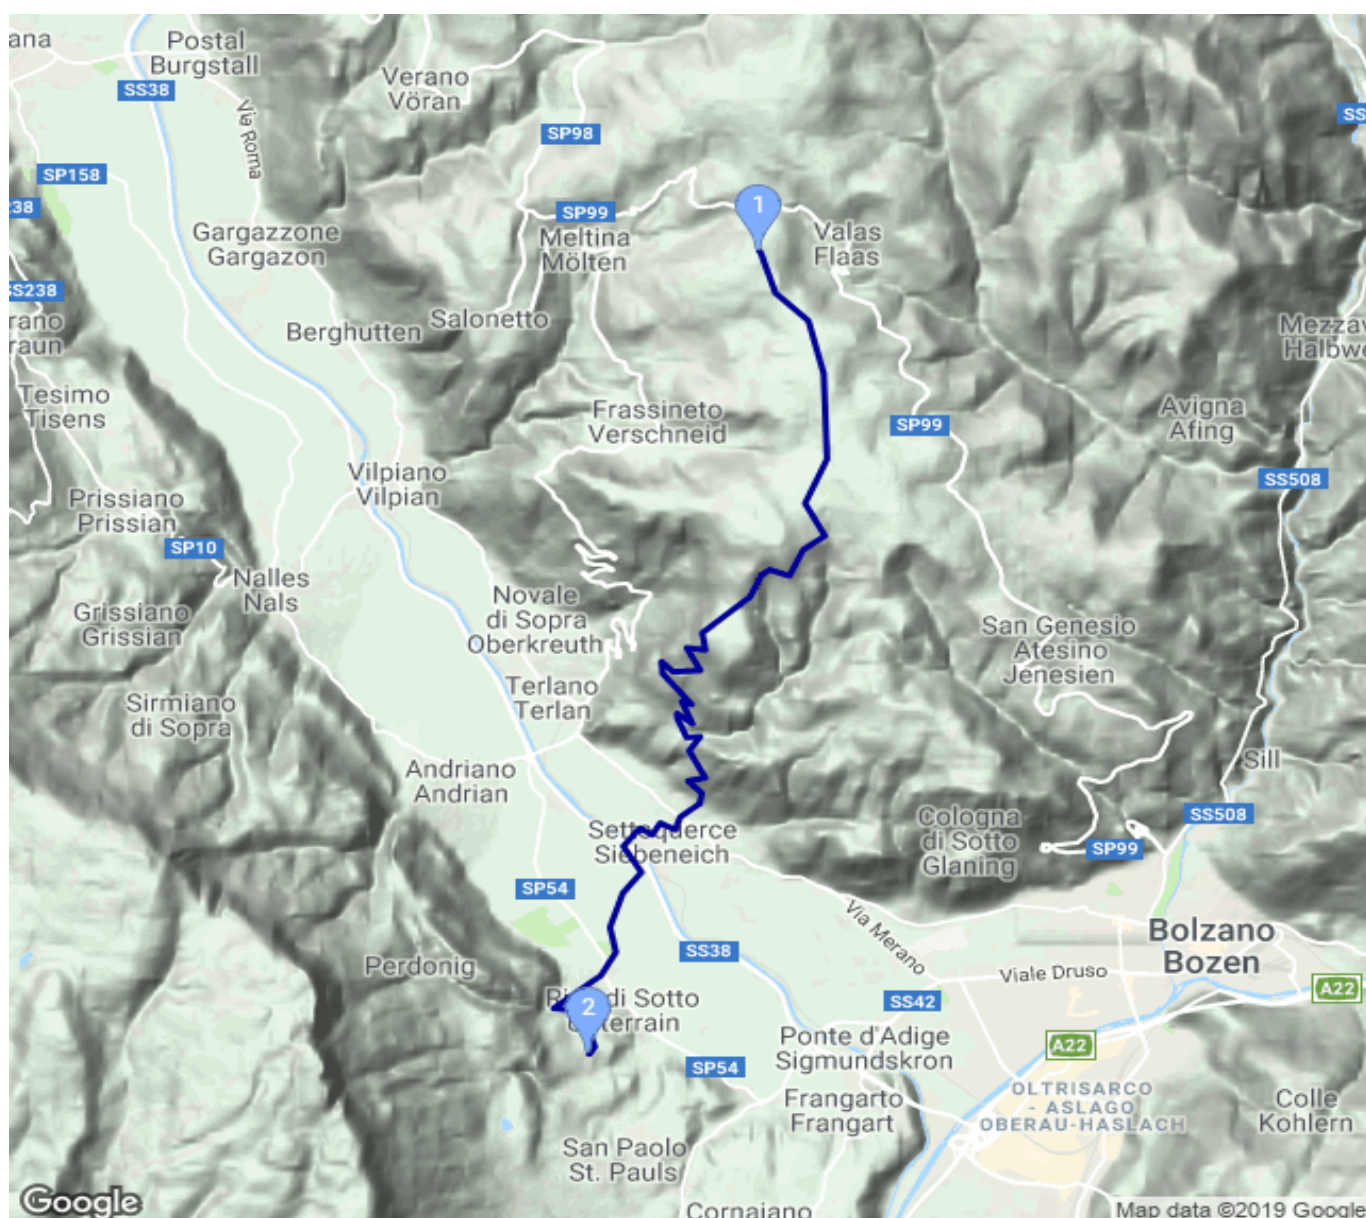 ana
Postal
Burgstall
SS38
Verano
Vöran
Via Roma
SP98
SS
SP158
238
SP99
1
Gargazzone
Gargazon
Meltina
Mölten
Valas
Flaas
SS238
rano
raun
Berghutten
Salonetto
Mezzav
Halbwe
Tesimo
Tisens
Frassineto
Verschneid
SP99
Avigna
Afing
Vilpiano
Vilpian
SS508
Prissiano
Prissian
SP10
Nalles
Nals
Grissiano
Grissian
Novale
di Sopra
Oberkreuth
San Genesio
Atesino
Jenesien
Sirmiano
di Sopra
Terlano
Terlan
Andriano
Andrian
Sill
SS508
Settequerce
Siebeneich
Cologna
di Sotto
Glaning
SP99
SP54
Via Merano
Bolzano
Bozen
Perdonig
SS38
Viale Druso
A22
SS42
di Sotto
2
Ponte d'Adige
Sigmundskron
A22
SP54
Frangarto
Frangart
OLTRISARCO
- ASLAGO
OBERAU-HASLACH
Colle
Kohlern
San Paolo
St. Pauls
Cornaiano
Google
Map data ©2019 Google